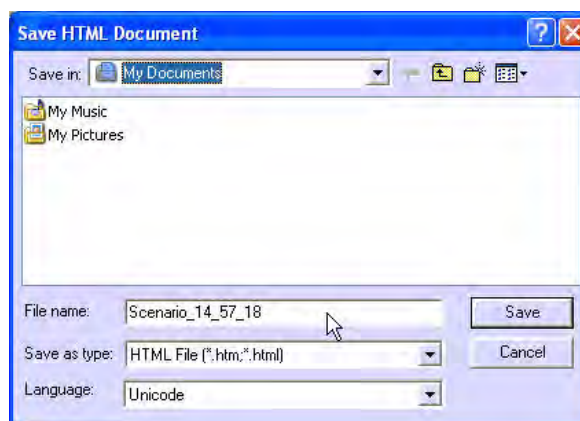 Save HTML Document
Save in: My Documents
My Music
My Pictures
File name: Scenario_14_57_18 Save
Save as type: HTML File (*.htm;*.html) Cancel
Language: Unicode